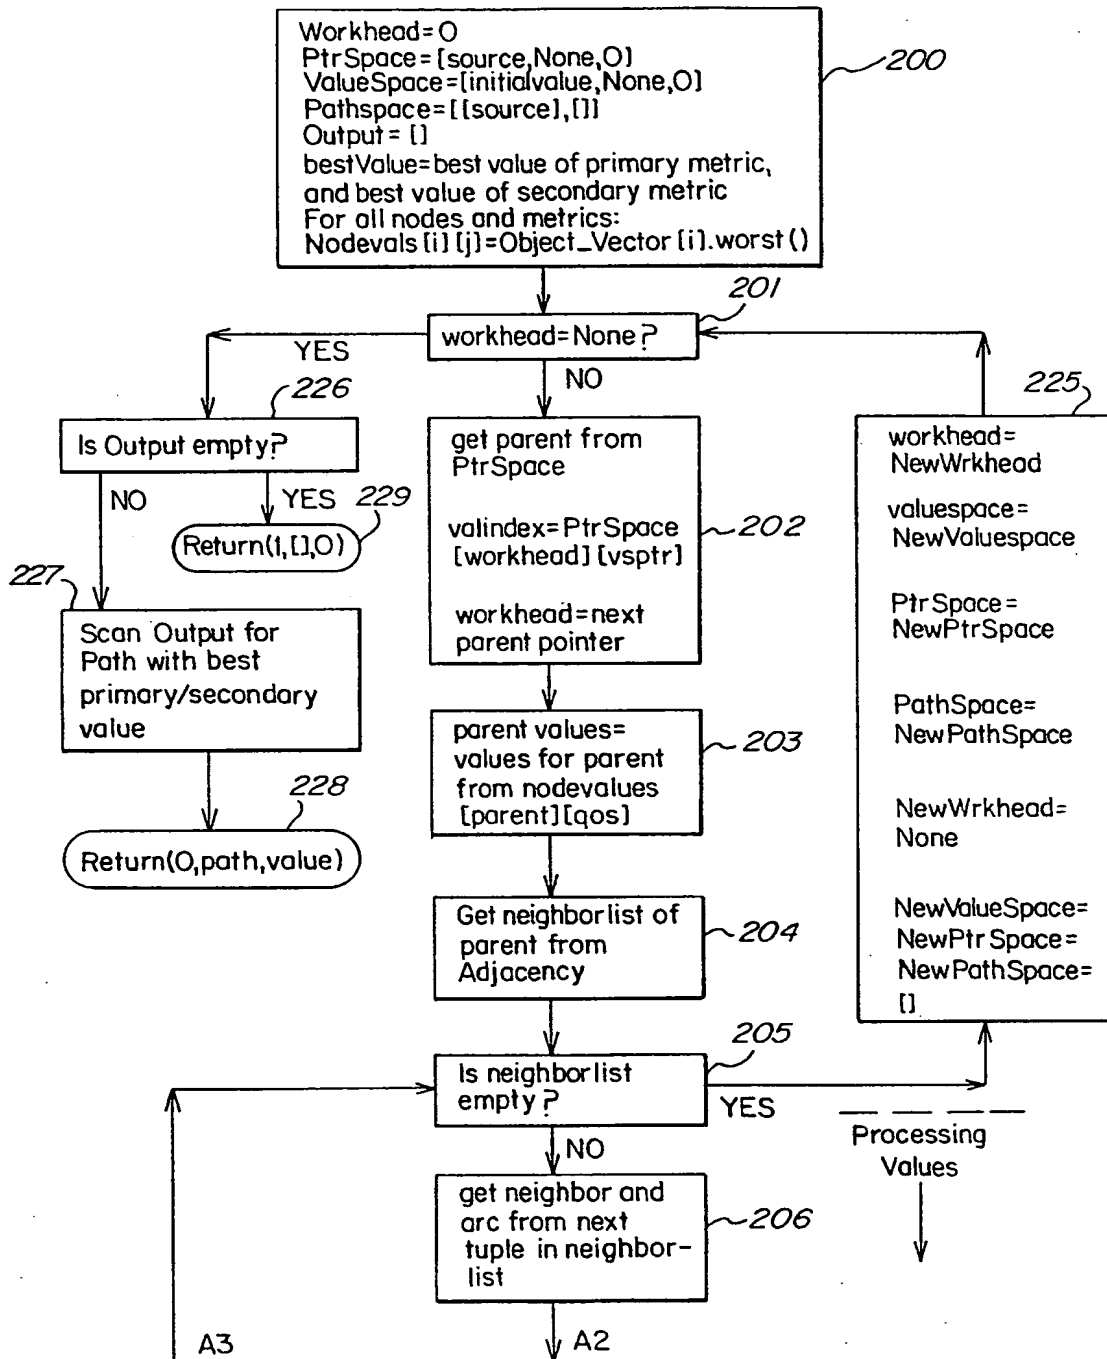 Workhead=0
PtrSpace=[source,None,0]
ValueSpace=[initialvalue,None,0]
Pathspace=[[source],[]]
Output=[]
bestValue=best value of primary metric,
and best value of secondary metric
For all nodes and metrics:
Nodevals[i][j]=Object_Vector[i].worst()
200
201
workhead=None?
YES
NO
226
Is Output empty?
NO
YES
229
Return(1,[],0)
227
Scan Output for
Path with best
primary/secondary
value
228
Return(0,path,value)
get parent from
PtrSpace
valindex=PtrSpace
[workhead][vsptr]
workhead=next
parent pointer
202
parent values=
values for parent
from nodevalues
[parent][qos]
203
Get neighborlist of
parent from
Adjacency
204
205
Is neighborlist
empty?
YES
NO
get neighbor and
arc from next
tuple in neighbor-
list
206
A3
A2
225
workhead=
NewWrkhead
valuespace=
NewValuespace
PtrSpace=
NewPtrSpace
PathSpace=
NewPathSpace
NewWrkhead=
None
NewValueSpace=
NewPtrSpace=
NewPathSpace=
[]
Processing
Values